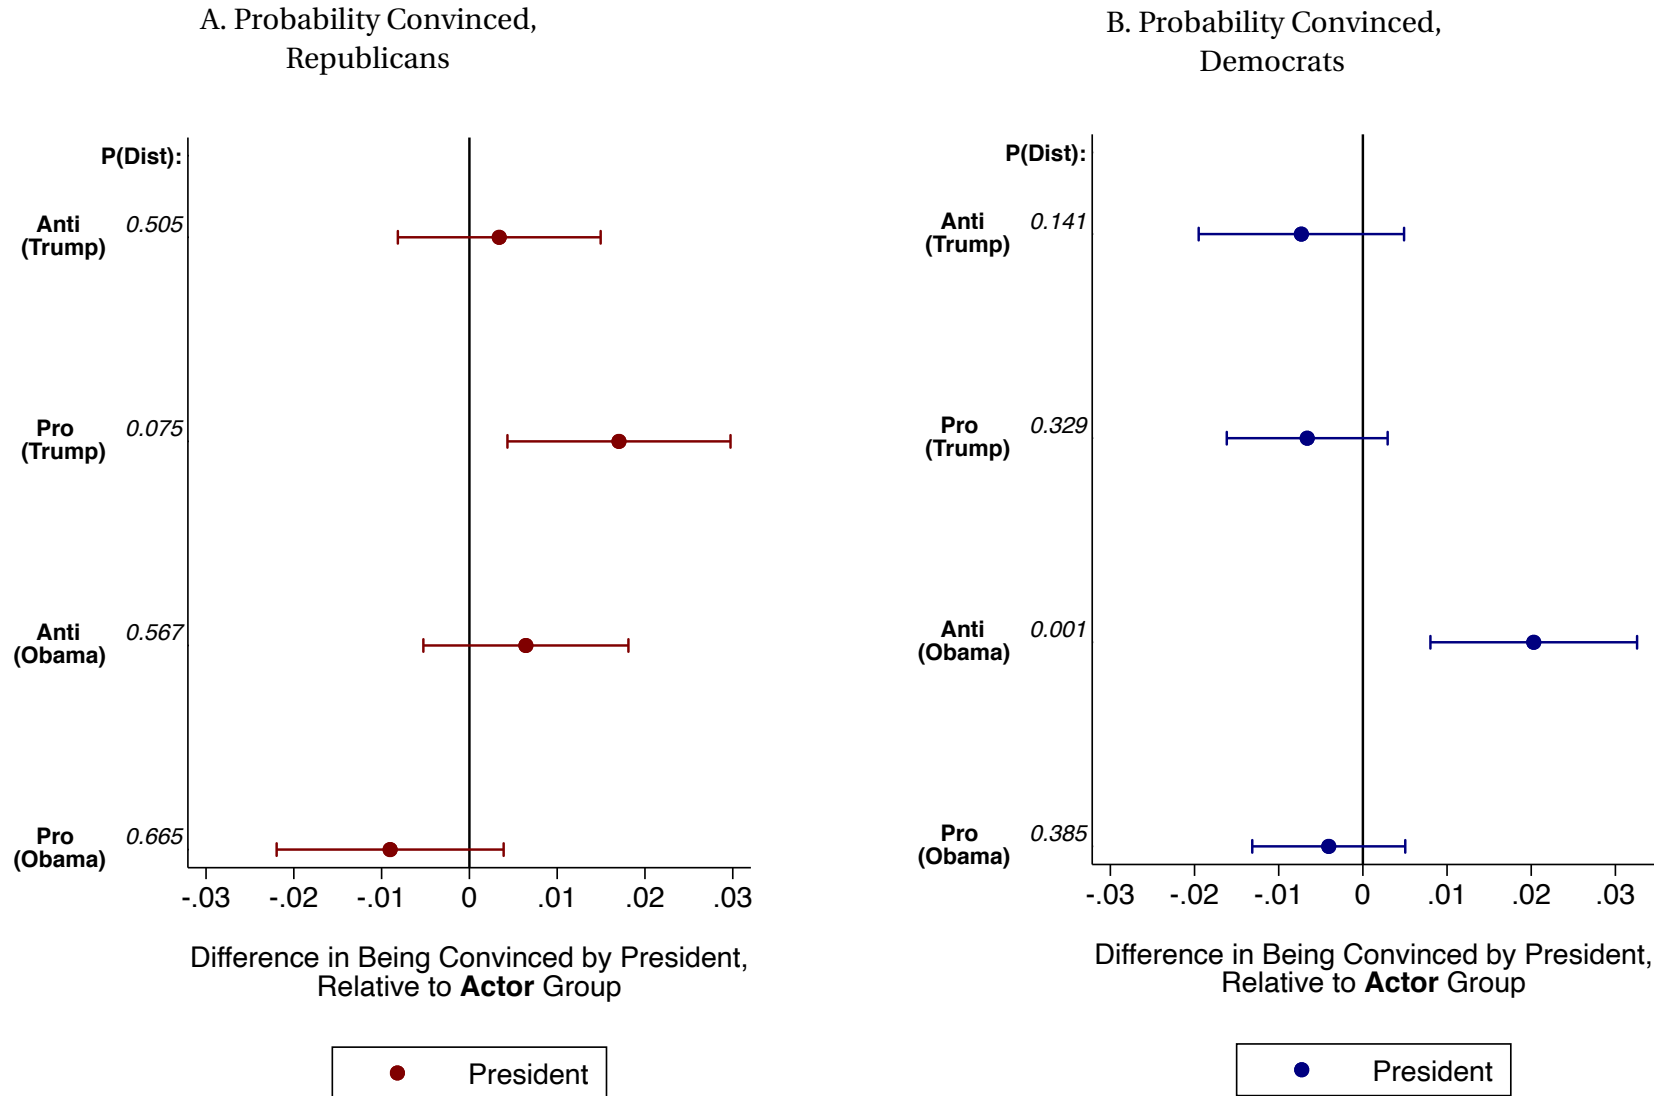 A. Probability Convinced,
Republicans
P(Dist):
Anti
(Trump)
0.505
Pro
(Trump)
0.075
Anti
(Obama)
0.567
Pro
(Obama)
0.665
-.03 -.02 -.01 0 .01 .02 .03
Difference in Being Convinced by President,
Relative to Actor Group
President
B. Probability Convinced,
Democrats
P(Dist):
Anti
(Trump)
0.141
Pro
(Trump)
0.329
Anti
(Obama)
0.001
Pro
(Obama)
0.385
-.03 -.02 -.01 0 .01 .02 .03
Difference in Being Convinced by President,
Relative to Actor Group
President